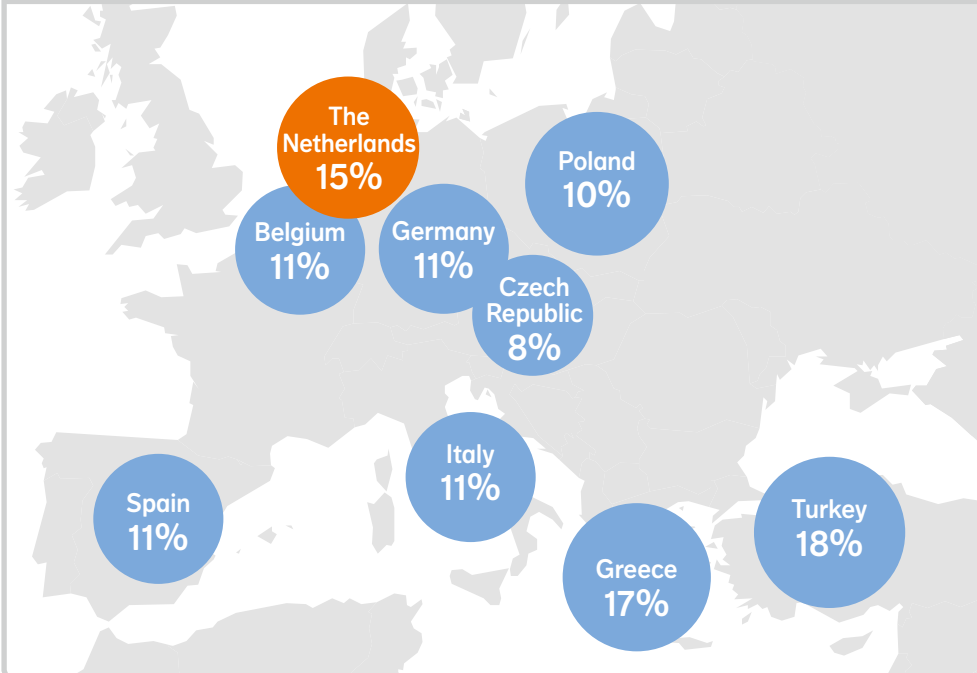 The
Netherlands
15%
Poland
10%
Belgium
11%
Germany
11%
Czech
Republic
8%
Italy
11%
Spain
11%
Turkey
18%
Greece
17%